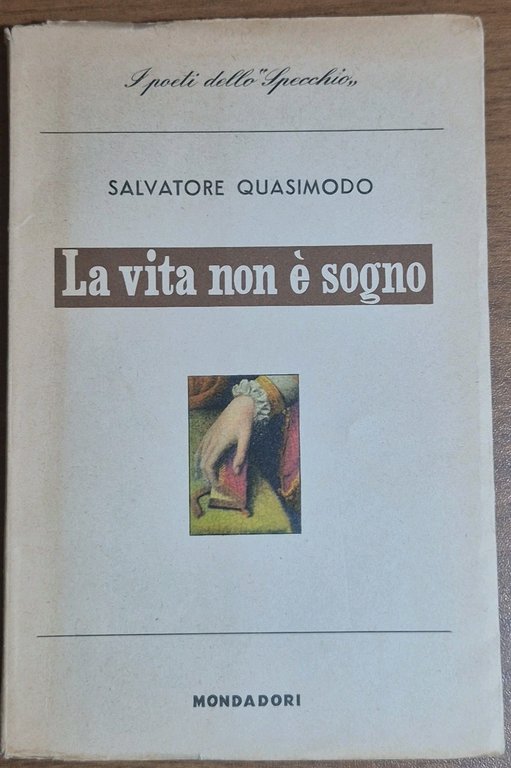 I poeti dello "Specchio„
SALVATORE QUASIMODO
La vita non è sogno
MONDADORI